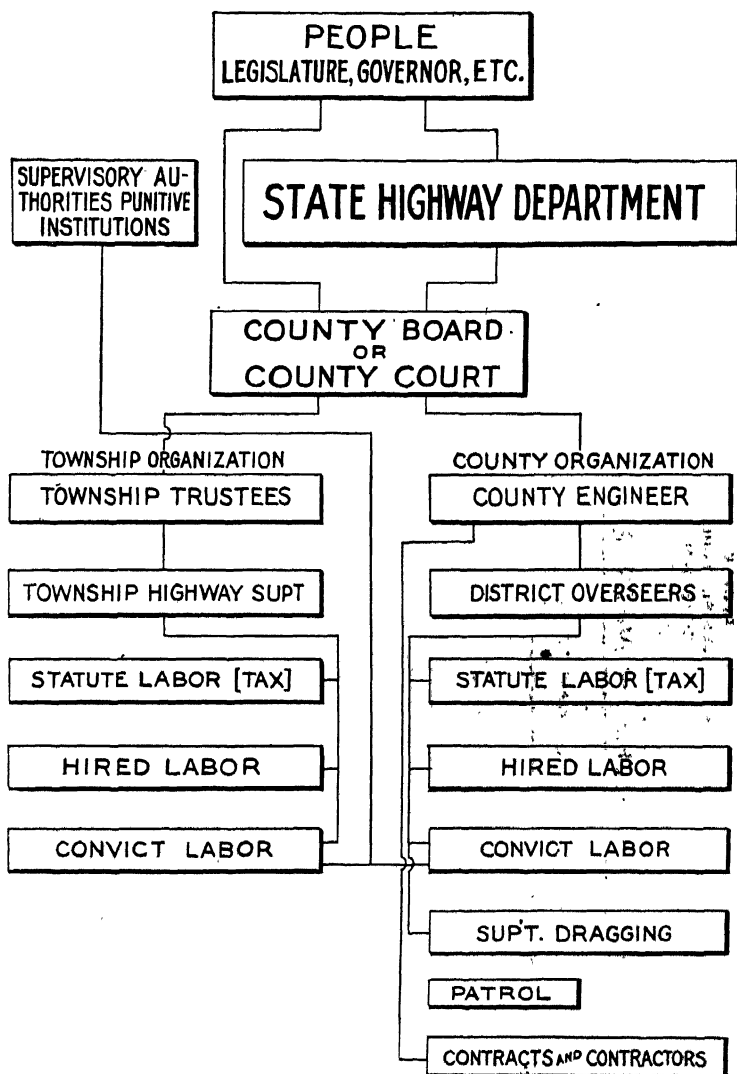 PEOPLE
LEGISLATURE, GOVERNOR, ETC.
SUPERVISORY AU-
THORITIES PUNITIVE
INSTITUTIONS
STATE HIGHWAY DEPARTMENT
COUNTY BOARD
OR
COUNTY COURT
TOWNSHIP ORGANIZATION
TOWNSHIP TRUSTEES
TOWNSHIP HIGHWAY SUPT
STATUTE LABOR [TAX]
HIRED LABOR
CONVICT LABOR
COUNTY ORGANIZATION
COUNTY ENGINEER
DISTRICT OVERSEERS
STATUTE LABOR [TAX]
HIRED LABOR
CONVICT LABOR
SUP'T. DRAGGING
PATROL
CONTRACTS AND CONTRACTORS